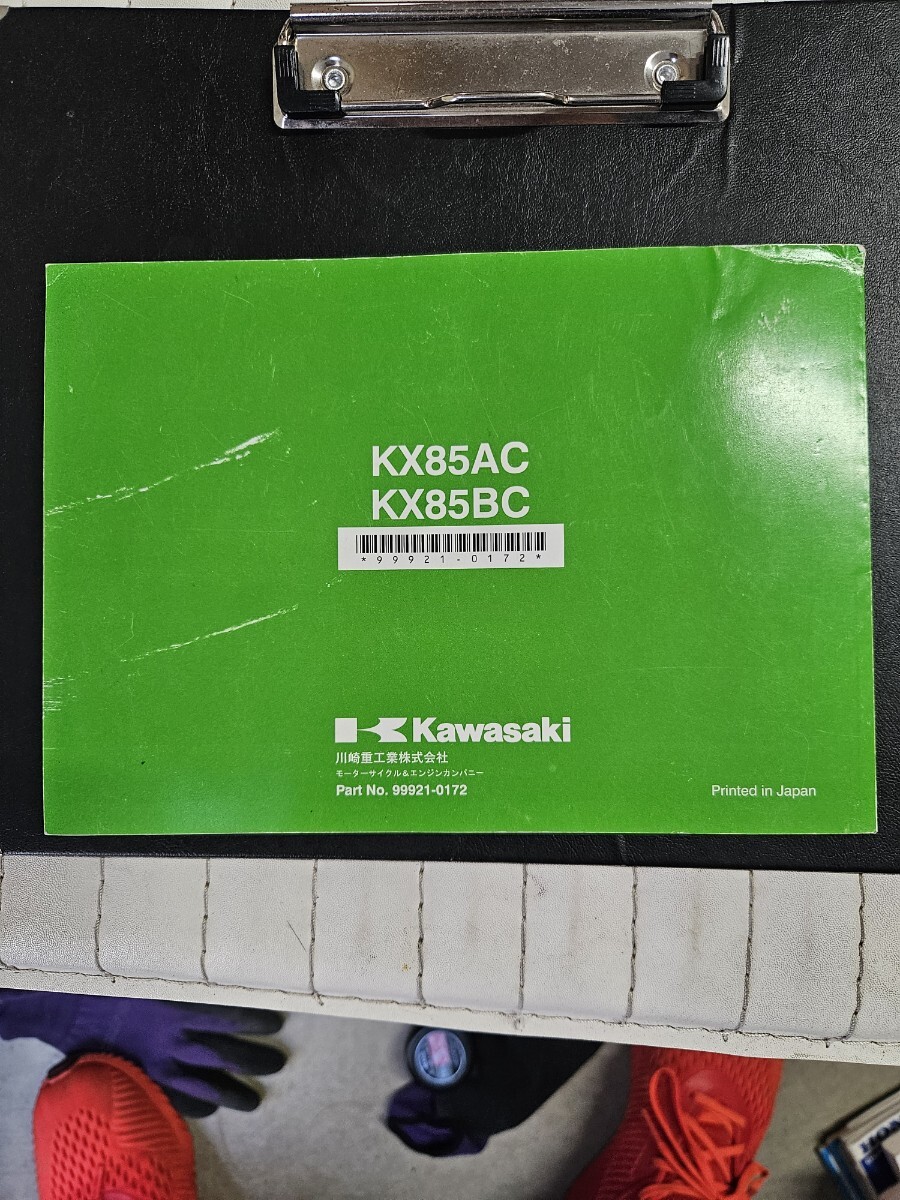 KX85AC
KX85BC
*99921-0172*
Kawasaki
川崎重工業株式会社
モーターサイクル&エンジンカンパニー
Part No. 99921-0172
Printed in Japan